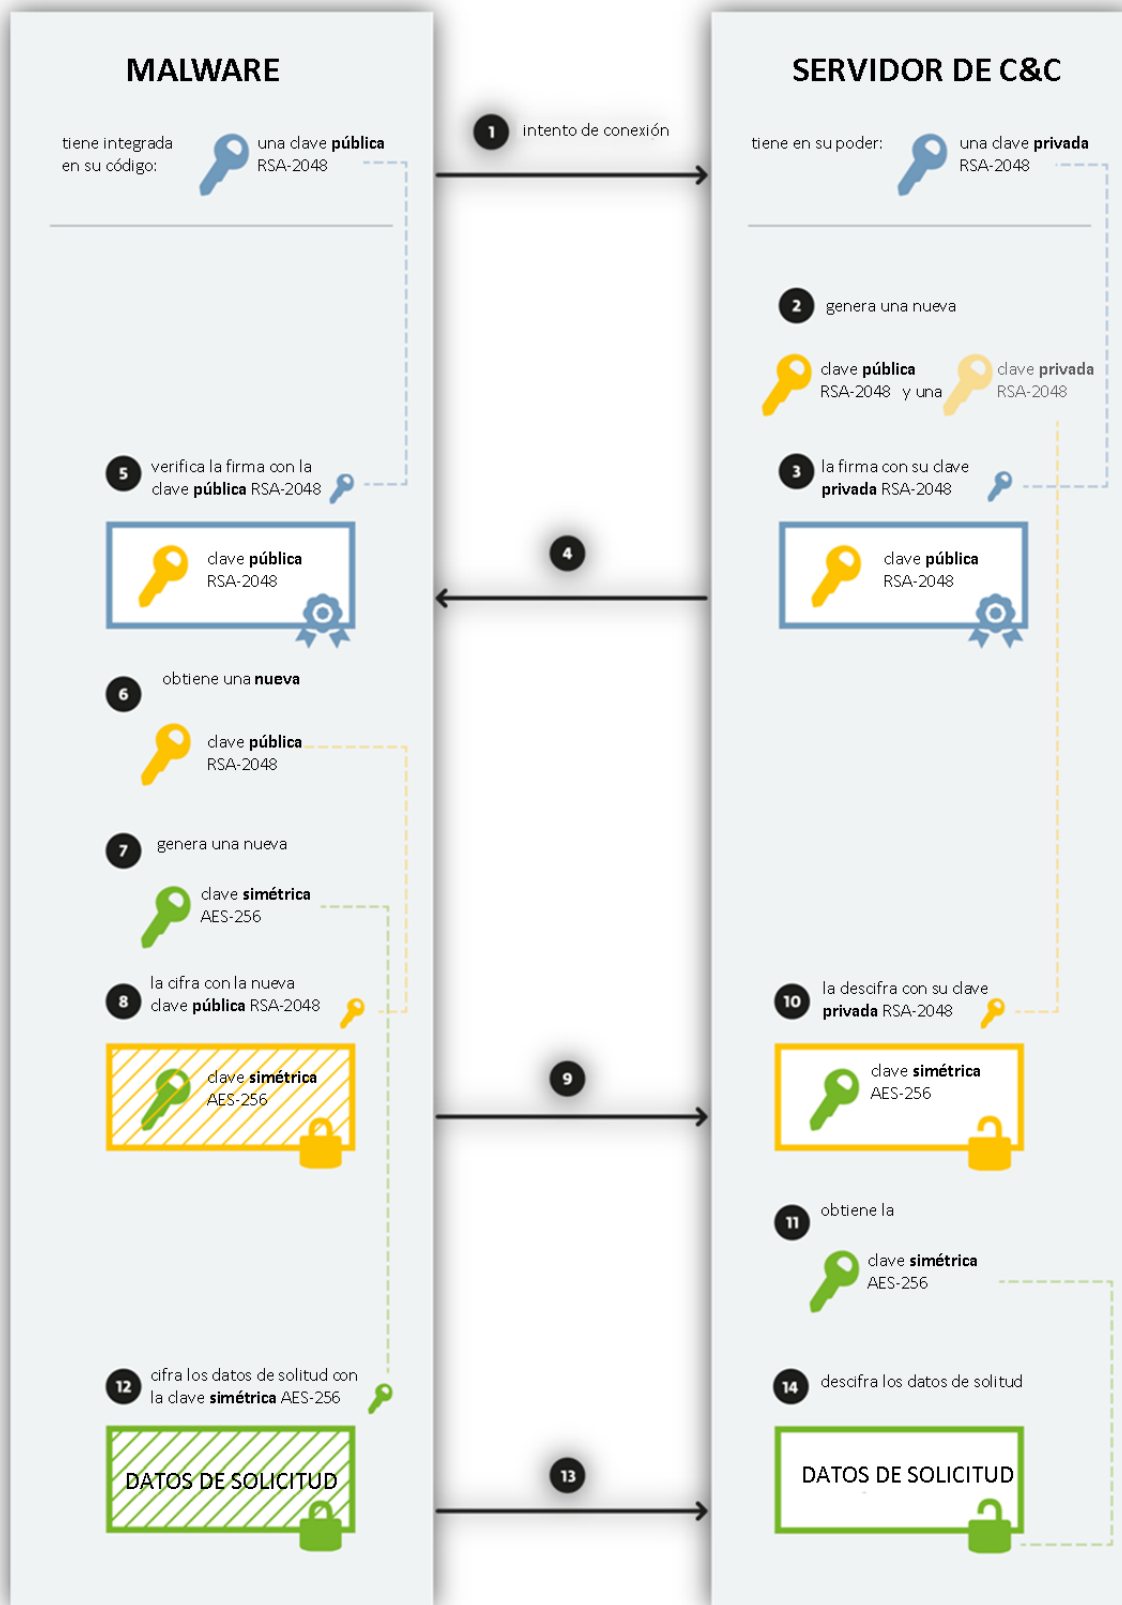 MALWARE
tiene integrada
en su código:
una clave pública
RSA-2048
1
intento de conexión
SERVIDOR DE C&C
tiene en su poder:
una clave privada
RSA-2048
2
genera una nueva
clave pública
RSA-2048 y una
clave privada
RSA-2048
3
la firma con su clave
privada RSA-2048
clave pública
RSA-2048
4
5
verifica la firma con la
clave pública RSA-2048
clave pública
RSA-2048
6
obtiene una nueva
clave pública
RSA-2048
7
genera una nueva
clave simétrica
AES-256
8
la cifra con la nueva
clave pública RSA-2048
clave simétrica
AES-256
9
10
la descifra con su clave
privada RSA-2048
clave simétrica
AES-256
11
obtiene la
clave simétrica
AES-256
12
cifra los datos de solitud con
la clave simétrica AES-256
DATOS DE SOLICITUD
13
14
descifra los datos de solitud
DATOS DE SOLICITUD